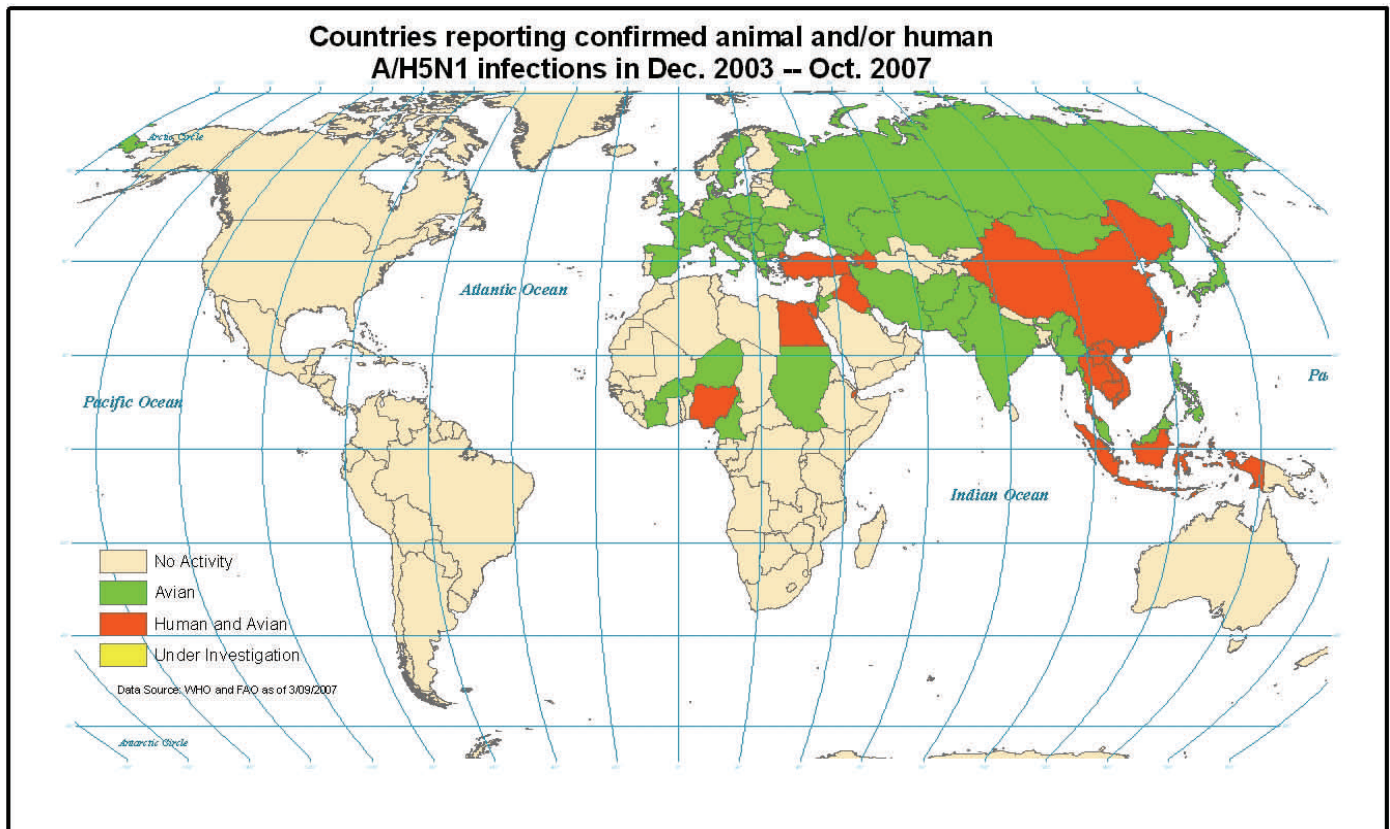 Countries reporting confirmed animal and/or human
A/H5N1 infections in Dec. 2003 -- Oct. 2007
Arctic Circle
Atlantic Ocean
Pacific Ocean
Pa
Indian Ocean
No Activity
Avian
Human and Avian
Under Investigation
Data Source: WHO and FAO as of 3/09/2007
Antarctic Circle